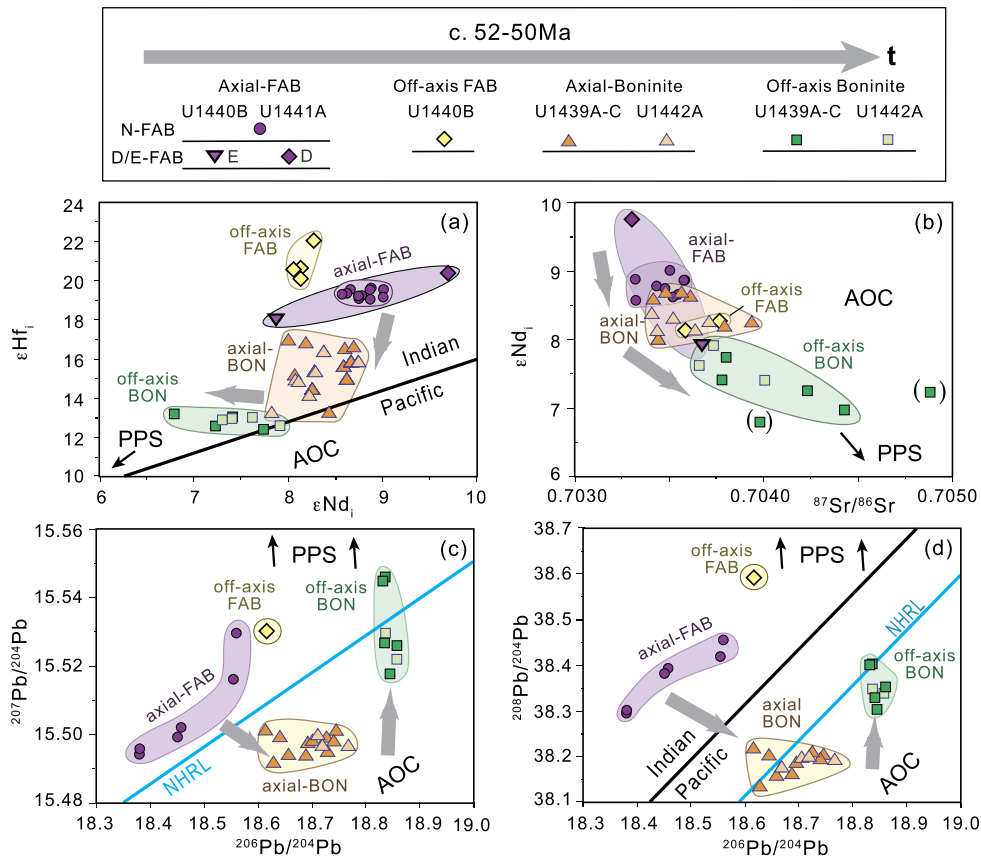 c. 52-50Ma
t
Axial-FAB
Off-axis FAB
Axial-Boninite
Off-axis Boninite
U1440B U1441A
U1440B
U1439A-C U1442A
U1439A-C U1442A
N-FAB
D/E-FAB E D
(a)
24
22
20
18
16
14
12
10
εHfi
off-axis
FAB
axial-FAB
axial-
BON
off-axis
BON
Indian
Pacific
PPS
AOC
6 7 8 9 10
εNdi
(b)
10
9
8
7
6
εNdi
axial-
FAB
AOC
off-axis
FAB
axial-
BON
off-axis
BON
( )
( )
PPS
0.7030 0.7040 0.7050
87Sr/86Sr
(c)
15.56
15.54
15.52
15.50
15.48
207Pb/204Pb
PPS
off-axis
FAB
off-axis
BON
axial-FAB
NHRL
axial-BON
AOC
18.3 18.4 18.5 18.6 18.7 18.8 18.9 19.0
206Pb/204Pb
(d)
38.7
38.6
38.5
38.4
38.3
38.2
38.1
208Pb/204Pb
off-axis
FAB
PPS
axial-FAB
NHRL
off-axis
BON
axial
BON
Indian
Pacific
AOC
18.3 18.4 18.5 18.6 18.7 18.8 18.9 19.0
206Pb/204Pb